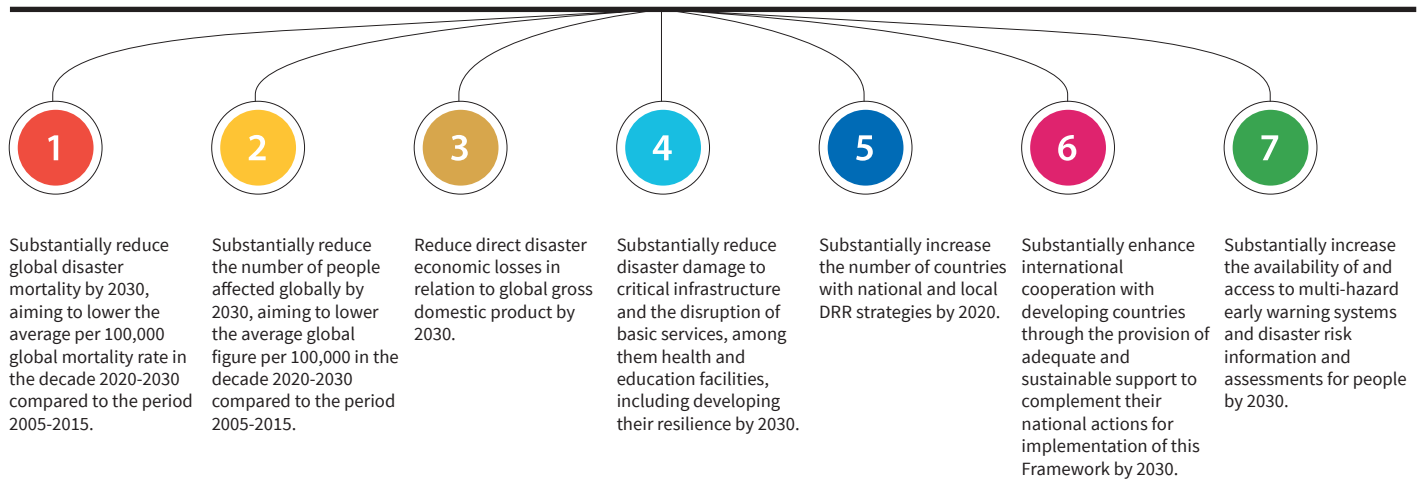 1
Substantially reduce
global disaster
mortality by 2030,
aiming to lower the
average per 100,000
global mortality rate in
the decade 2020-2030
compared to the period
2005-2015.
2
Substantially reduce
the number of people
affected globally by
2030, aiming to lower
the average global
figure per 100,000 in the
decade 2020-2030
compared to the period
2005-2015.
3
Reduce direct disaster
economic losses in
relation to global gross
domestic product by
2030.
4
Substantially reduce
disaster damage to
critical infrastructure
and the disruption of
basic services, among
them health and
education facilities,
including developing
their resilience by 2030.
5
Substantially increase
the number of countries
with national and local
DRR strategies by 2020.
6
Substantially enhance
international
cooperation with
developing countries
through the provision of
adequate and
sustainable support to
complement their
national actions for
implementation of this
Framework by 2030.
7
Substantially increase
the availability of and
access to multi-hazard
early warning systems
and disaster risk
information and
assessments for people
by 2030.